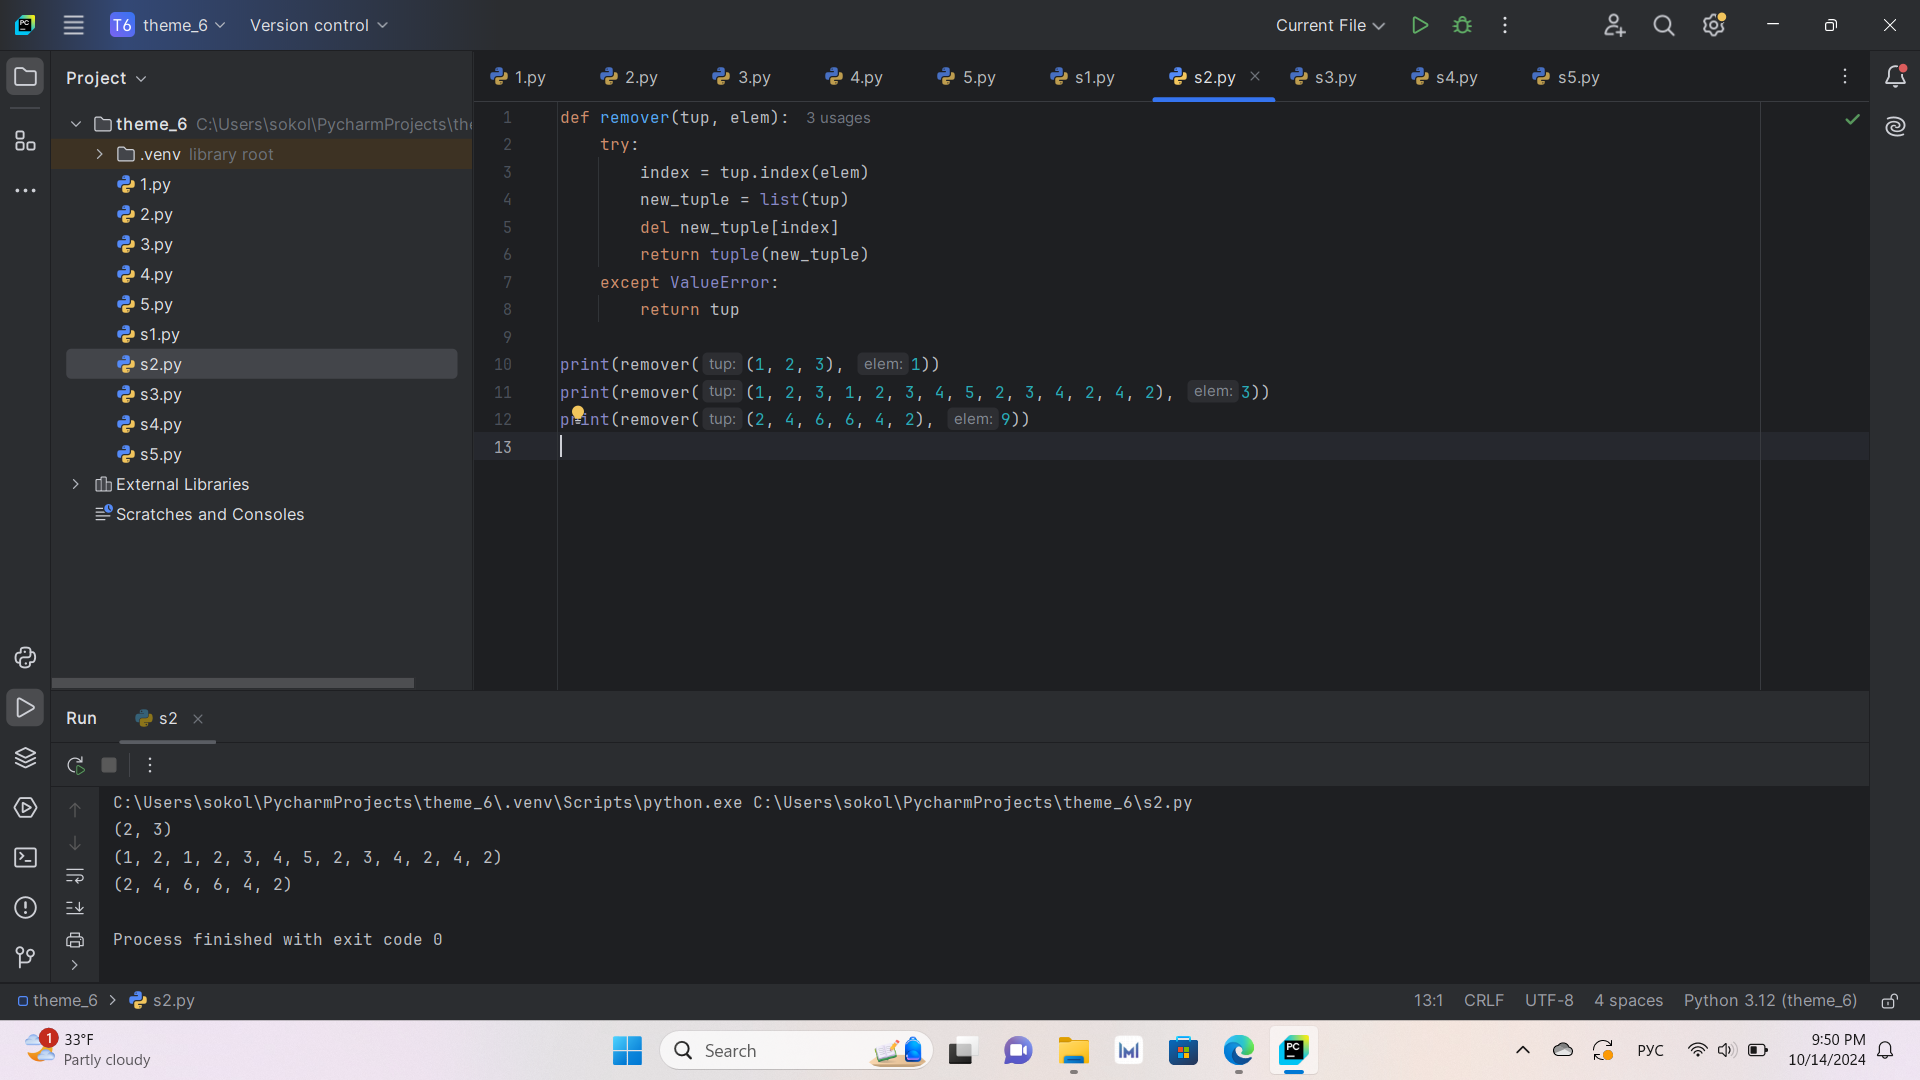 T6 theme_6 Version control Current File
Project
1.py 2.py 3.py 4.py 5.py s1.py s2.py s3.py s4.py s5.py
theme_6 C:\Users\sokol\PycharmProjects\the
.venv library root
1.py
2.py
3.py
4.py
5.py
s1.py
s2.py
s3.py
s4.py
s5.py
External Libraries
Scratches and Consoles
1 def remover(tup, elem): 3 usages
2 try:
3 index = tup.index(elem)
4 new_tuple = list(tup)
5 del new_tuple[index]
6 return tuple(new_tuple)
7 except ValueError:
8 return tup
9
10 print(remover( tup: (1, 2, 3), elem: 1))
11 print(remover( tup: (1, 2, 3, 1, 2, 3, 4, 5, 2, 3, 4, 2, 4, 2), elem: 3))
12 print(remover( tup: (2, 4, 6, 6, 4, 2), elem: 9))
13
Run s2
C:\Users\sokol\PycharmProjects\theme_6\.venv\Scripts\python.exe C:\Users\sokol\PycharmProjects\theme_6\s2.py
(2, 3)
(1, 2, 1, 2, 3, 4, 5, 2, 3, 4, 2, 4, 2)
(2, 4, 6, 6, 4, 2)
Process finished with exit code 0
theme_6 > s2.py 13:1 CRLF UTF-8 4 spaces Python 3.12 (theme_6)
1 33°F
Partly cloudy
Search
PC
РУС
9:50 PM
10/14/2024